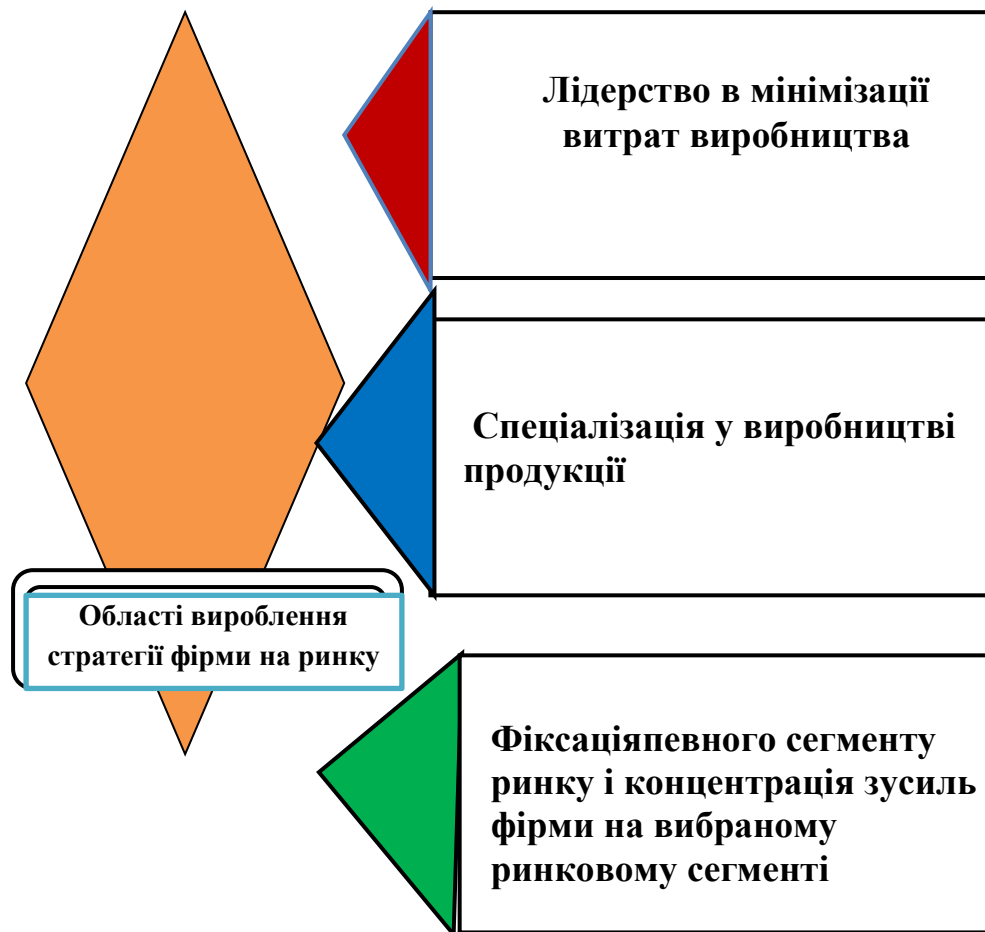 Лідерство в мінімізації
витрат виробництва
Спеціалізація у виробництві
продукції
Області вироблення
стратегії фірми на ринку
Фіксаціяпевного сегменту
ринку і концентрація зусиль
фірми на вибраному
ринковому сегменті